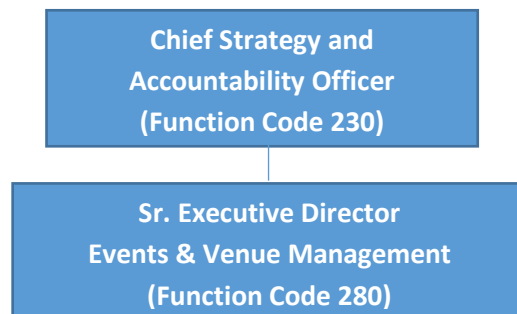 Chief Strategy and
Accountability Officer
(Function Code 230)
Sr. Executive Director
Events & Venue Management
(Function Code 280)